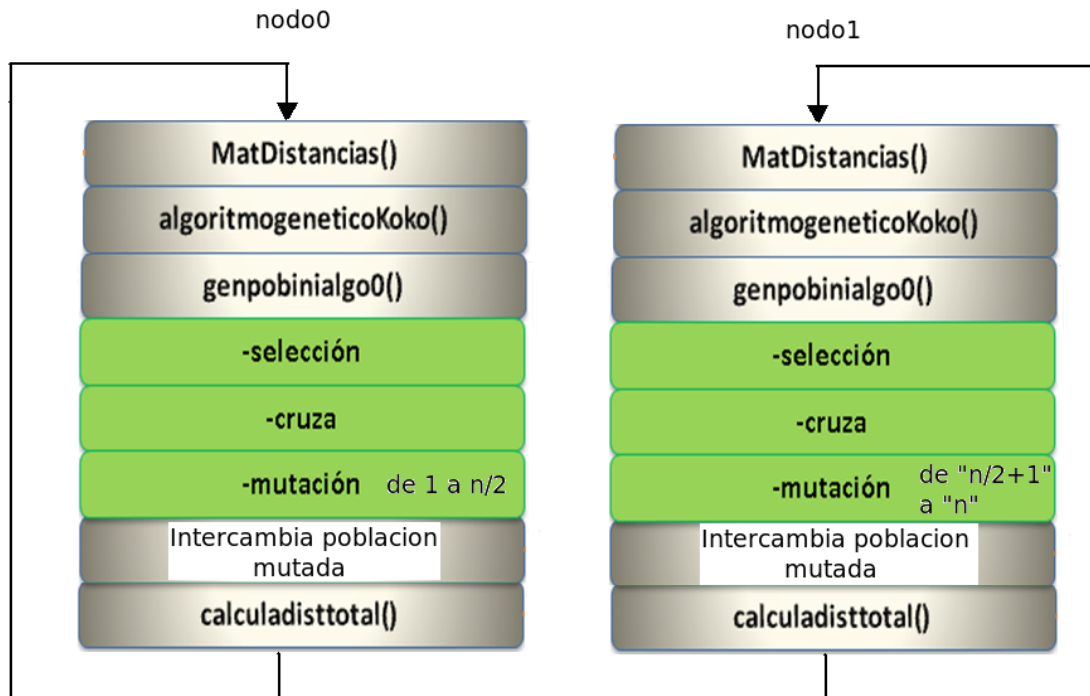 nodo0
MatDistancias()
algoritmogeneticoKoko()
genpobinialgo0()
-selección
-cruza
-mutación de 1 a n/2
Intercambia poblacion
mutada
calculadisttotal()
nodo1
MatDistancias()
algoritmogeneticoKoko()
genpobinialgo0()
-selección
-cruza
-mutación de "n/2+1"
a "n"
Intercambia poblacion
mutada
calculadisttotal()